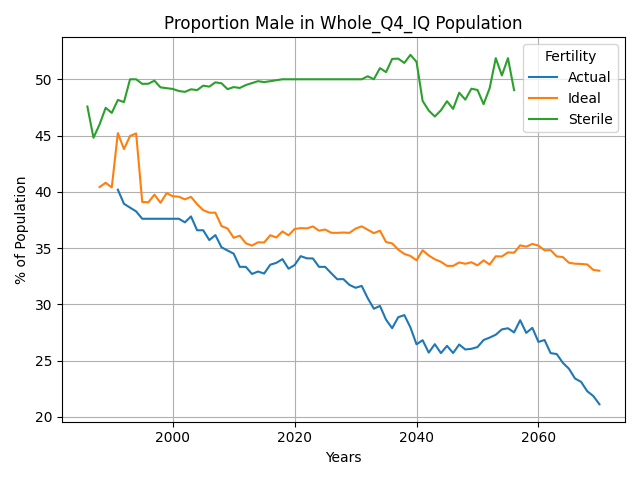 Proportion Male in Whole_Q4_IQ Population
% of Population
50
45
40
35
30
25
20
2000
2020
2040
2060
Years
Fertility
Actual
Ideal
Sterile